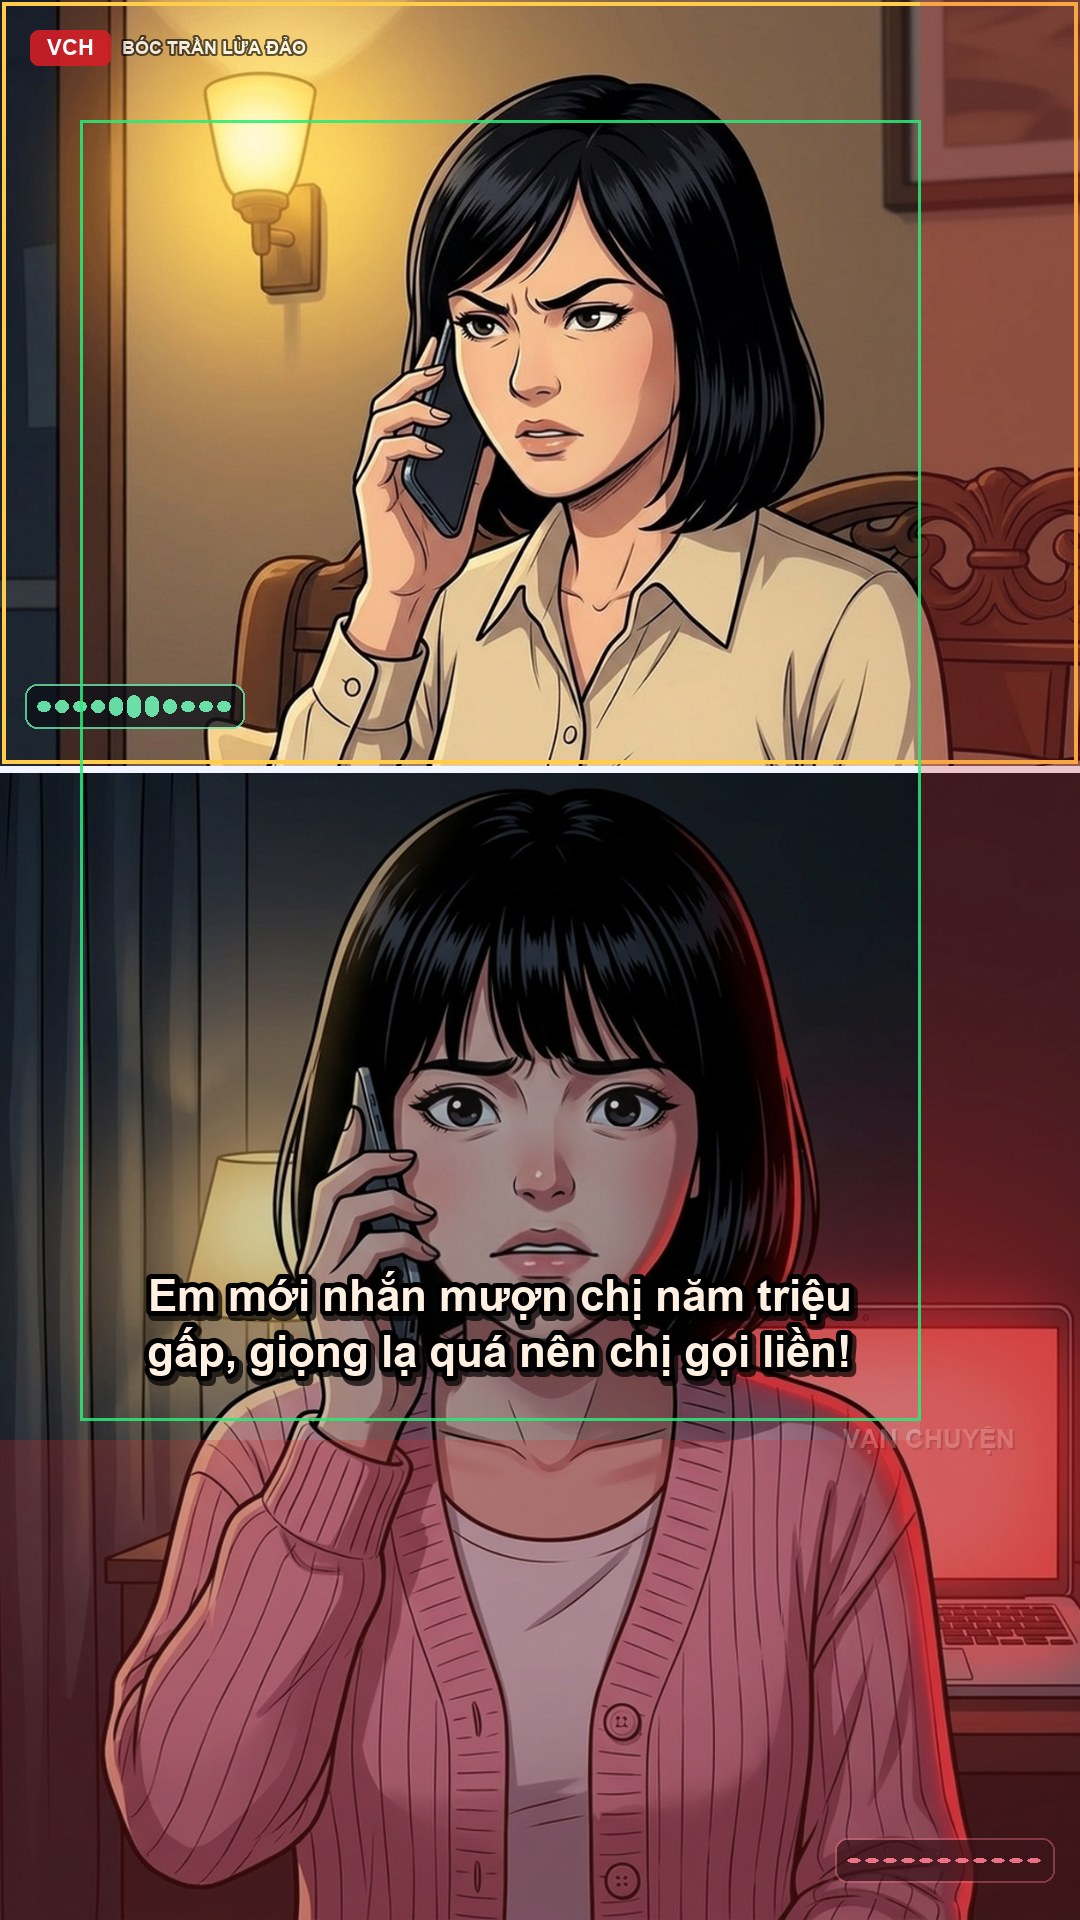 VCH BÓC TRẦN LỪA ĐẢO
Em mới nhắn mượn chị năm triệu
gấp, giọng lạ quá nên chị gọi liền!
VẠN CHUYỆN